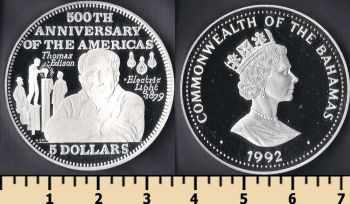 500TH
ANNIVERSARY
OF THE AMERICAS
Thomas
Edison
Electric
Light
1879
5 DOLLARS
COMMONWEALTH OF THE BAHAMAS
1992
1 2 3 4 5 6 7